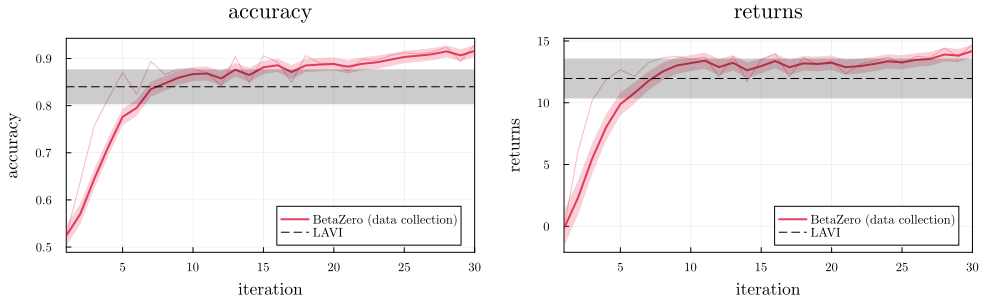 accuracy
accuracy
0.9
0.8
0.7
0.6
0.5
BetaZero (data collection)
LAVI
5 10 15 20 25 30
iteration
returns
returns
15
10
5
0
BetaZero (data collection)
LAVI
5 10 15 20 25 30
iteration